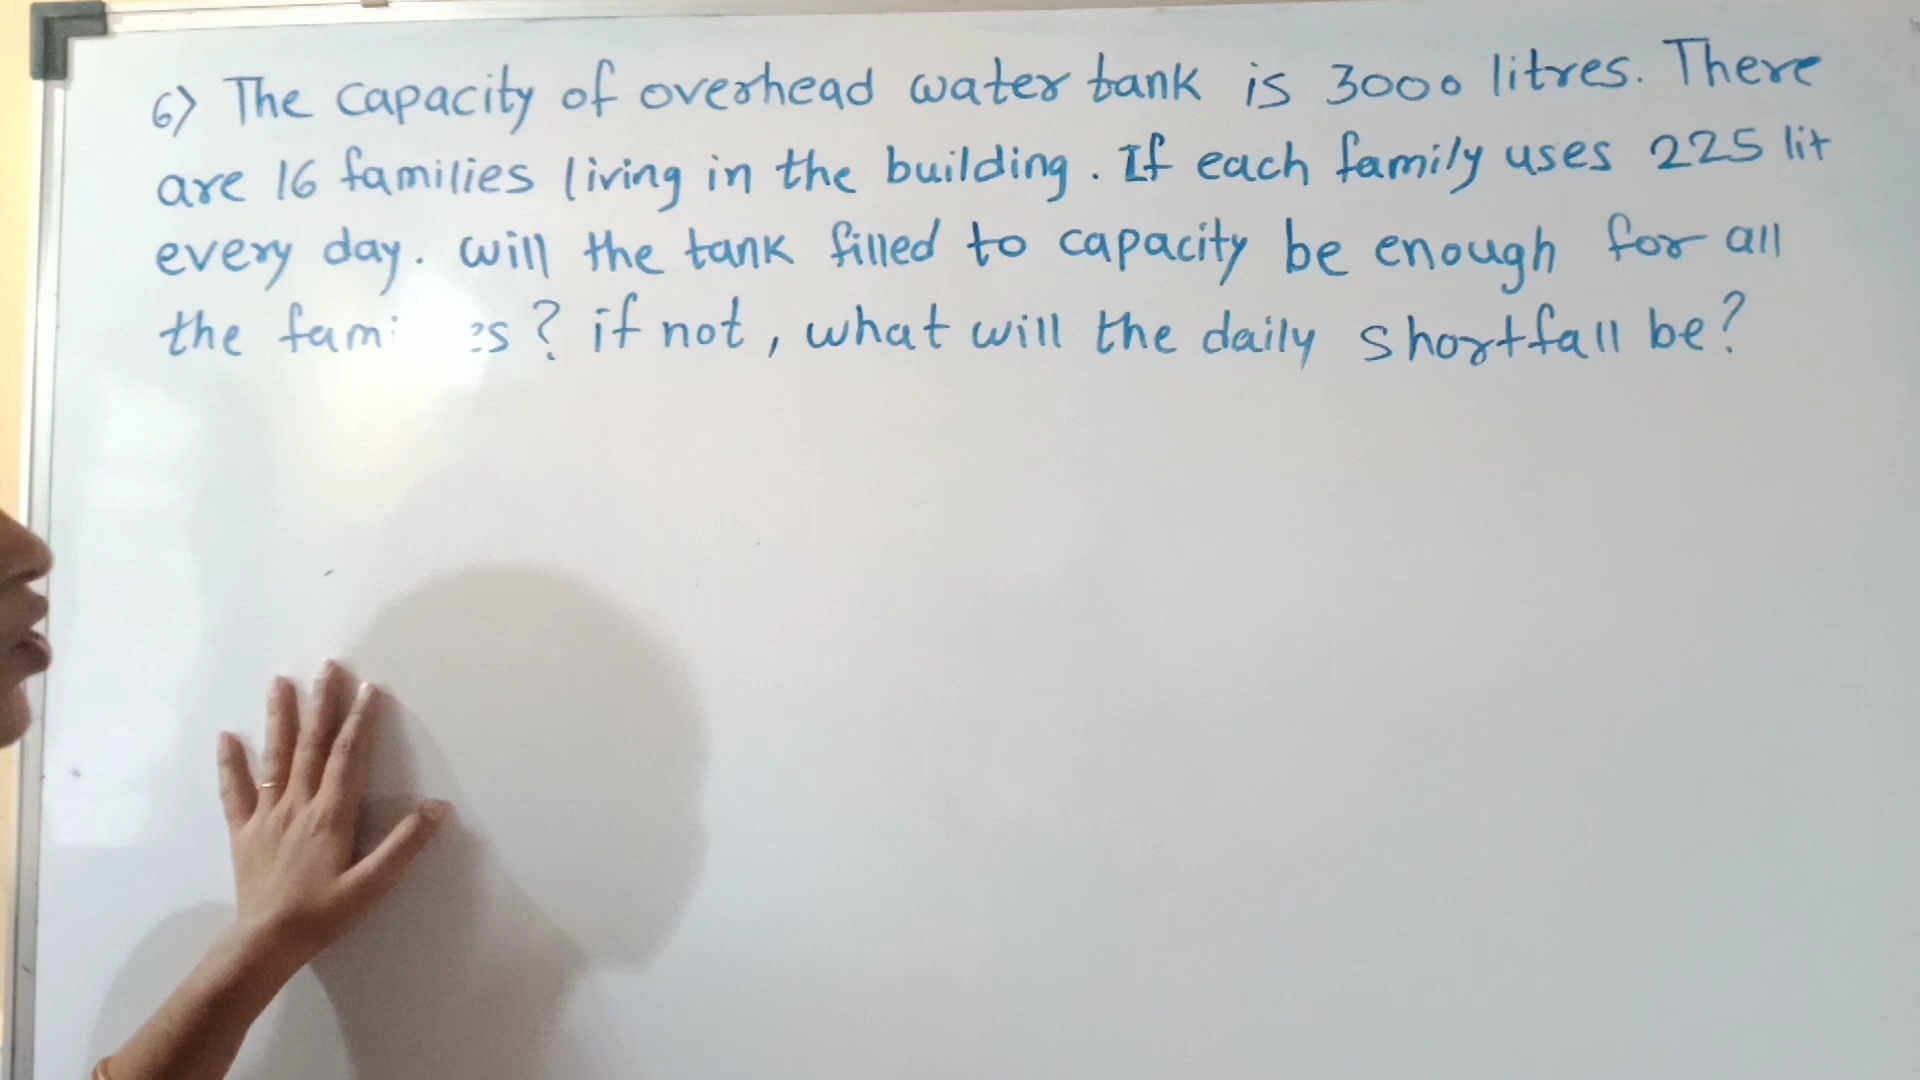 6) The capacity of overhead water tank is 3000 litres. There
are 16 families living in the building. If each family uses 225 lit
every day. will the tank filled to capacity be enough for all
the ? if not, what will the daily shortfall be?